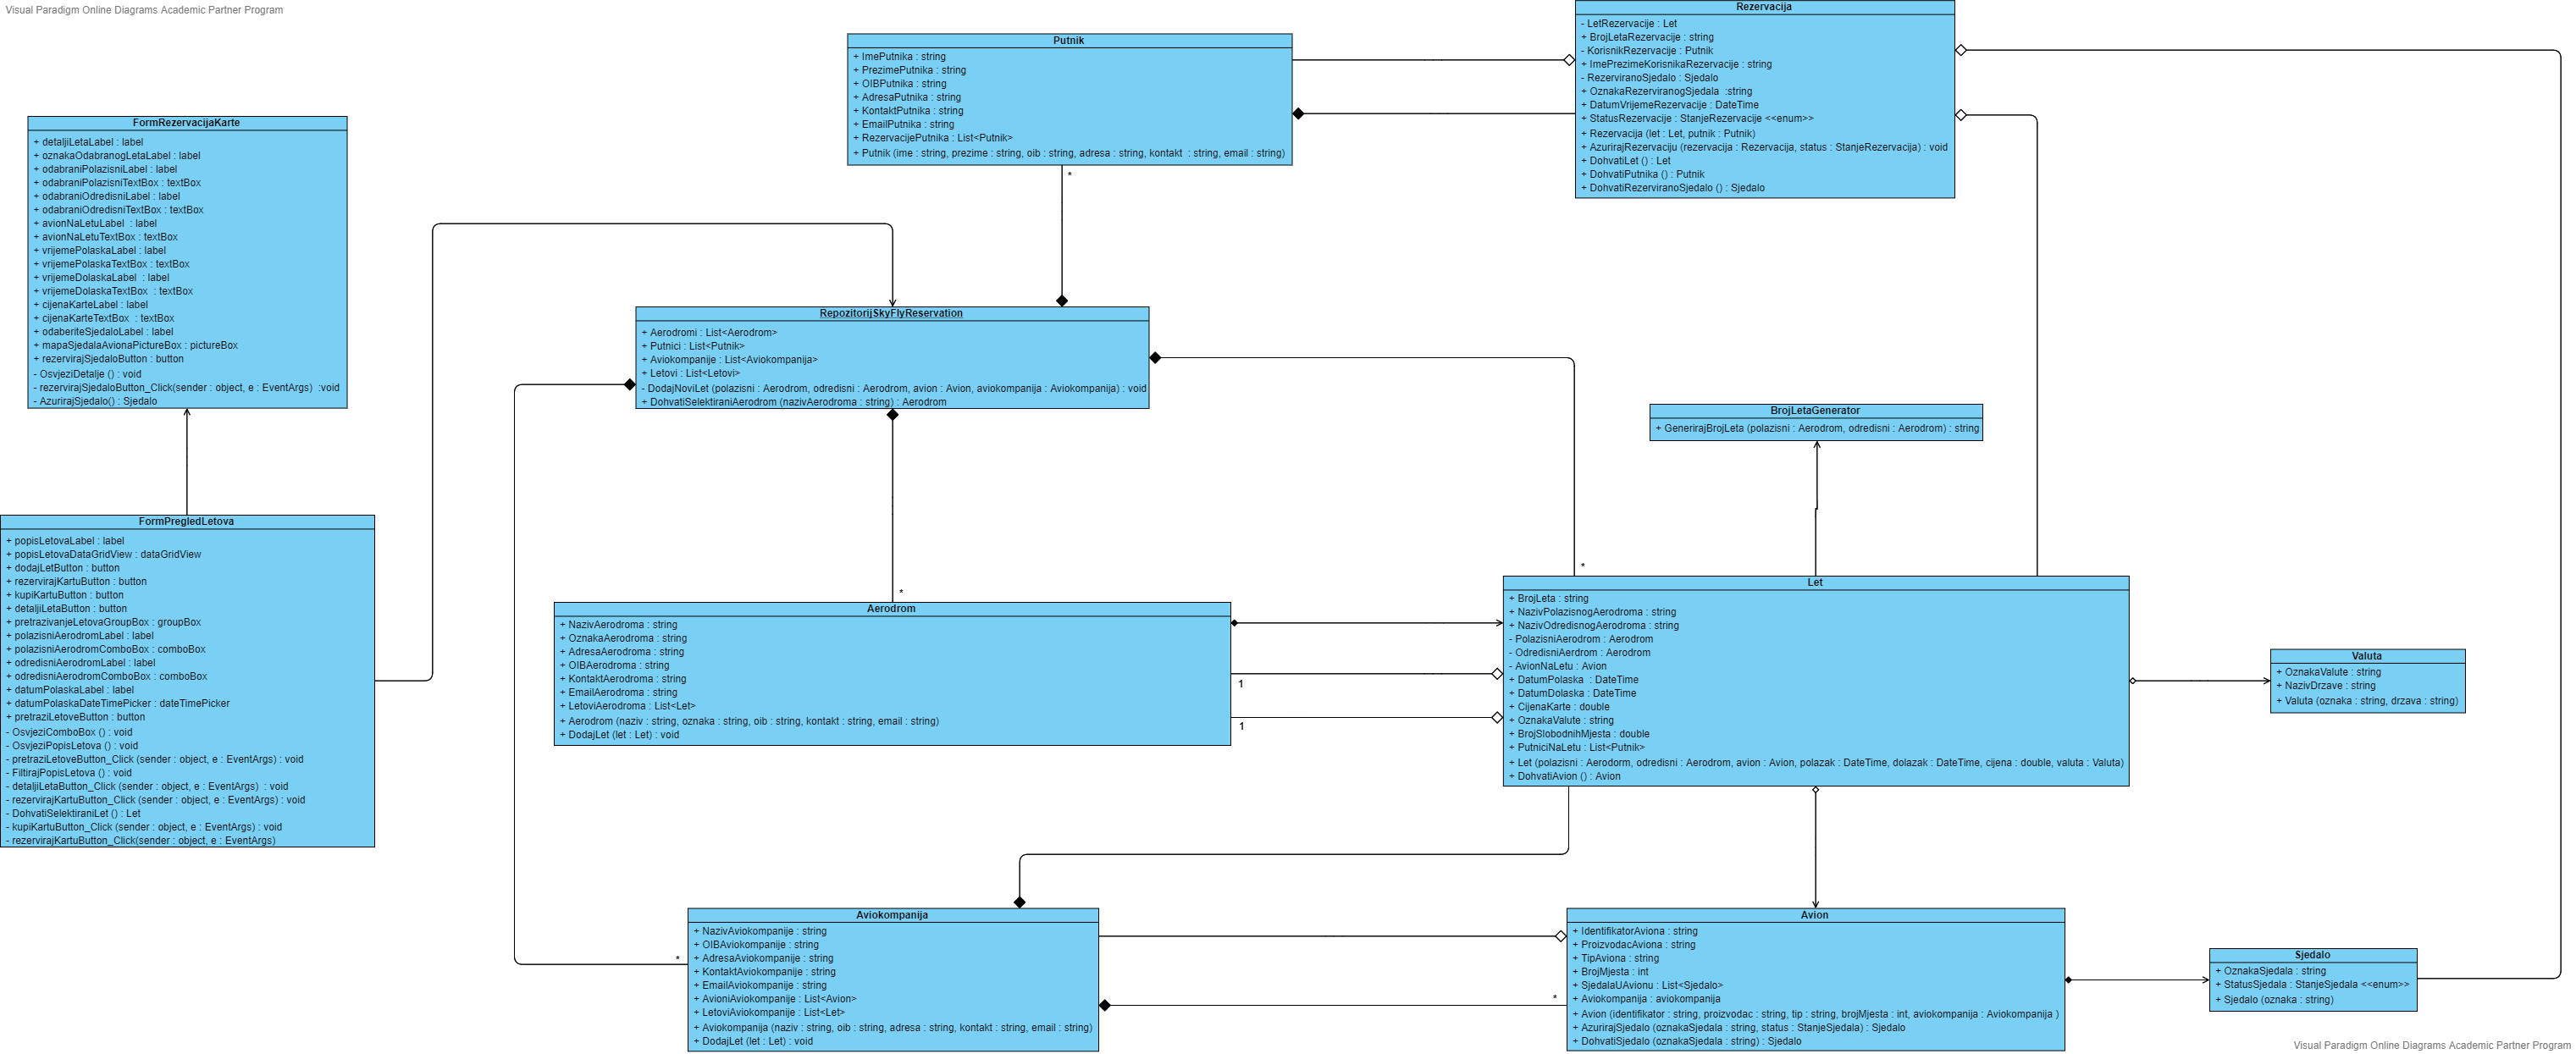 Visual Paradigm Online Diagrams Academic Partner Program
Rezervacija
- LetRezervacije : Let
+ BrojLetaRezervacije : string
- KorisnikRezervacije : Putnik
+ ImePrezimeKorisnikaRezervacije : string
- RezerviranoSjedalo : Sjedalo
+ OznakaRezerviranogSjedala :string
+ DatumVrijemeRezervacije : DateTime
+ StatusRezervacije : StanjeRezervacije <<enum>>
+ Rezervacija (let : Let, putnik : Putnik)
+ AzurirajRezervaciju (rezervacija : Rezervacija, status : StanjeRezervacija) : void
+ DohvatiLet () : Let
+ DohvatiPutnika () : Putnik
+ DohvatiRezerviranoSjedalo () : Sjedalo
Putnik
+ ImePutnika : string
+ PrezimePutnika : string
+ OIBPutnika : string
+ AdresaPutnika : string
+ KontaktPutnika : string
+ EmailPutnika : string
+ RezervacijePutnika : List<Putnik>
+ Putnik (ime : string, prezime : string, oib : string, adresa : string, kontakt : string, email : string)
*
FormRezervacijaKarte
+ detaljiLetaLabel : label
+ oznakaOdabranogLetaLabel : label
+ odabraniPolazisniLabel : label
+ odabraniPolazisniTextBox : textBox
+ odabraniOdredisniLabel : label
+ odabraniOdredisniTextBox : textBox
+ avionNaLetuLabel : label
+ avionNaLetuTextBox : textBox
+ vrijemePolaskaLabel : label
+ vrijemePolaskaTextBox : textBox
+ vrijemeDolaskaLabel : label
+ vrijemeDolaskaTextBox : textBox
+ cijenaKarteLabel : label
+ cijenaKarteTextBox : textBox
+ odaberiteSjedaloLabel : label
+ mapaSjedalaAvionaPictureBox : pictureBox
+ rezervirajSjedaloButton : button
- OsvjeziDetalje () : void
- rezervirajSjedaloButton_Click(sender : object, e : EventArgs) :void
- AzurirajSjedalo() : Sjedalo
RepozitorijSkyFlyReservation
+ Aerodromi : List<Aerodrom>
+ Putnici : List<Putnik>
+ Aviokompanije : List<Aviokompanija>
+ Letovi : List<Letovi>
- DodajNoviLet (polazisni : Aerodrom, odredisni : Aerodrom, avion : Avion, aviokompanija : Aviokompanija) : void
+ DohvatiSelektiraniAerodrom (nazivAerodroma : string) : Aerodrom
BrojLetaGenerator
+ GenerirajBrojLeta (polazisni : Aerodrom, odredisni : Aerodrom) : string
FormPregledLetova
+ popisLetovaLabel : label
+ popisLetovaDataGridView : dataGridView
+ dodajLetButton : button
+ rezervirajKartuButton : button
+ kupiKartuButton : button
+ detaljiLetaButton : button
+ pretrazivanjeLetovaGroupBox : groupBox
+ polazisniAerodromLabel : label
+ polazisniAerodromComboBox : comboBox
+ odredisniAerodromLabel : label
+ odredisniAerodromComboBox : comboBox
+ datumPolaskaLabel : label
+ datumPolaskaDateTimePicker : dateTimePicker
+ pretraziLetoveButton : button
- OsvjeziComboBox () : void
- OsvjeziPopisLetova () : void
- pretraziLetoveButton_Click (sender : object, e : EventArgs) : void
- FiltirajPopisLetova () : void
- detaljiLetaButton_Click (sender : object, e : EventArgs) : void
- rezervirajKartuButton_Click (sender : object, e : EventArgs) : void
- DohvatiSelektiraniLet () : Let
- kupiKartuButton_Click (sender : object, e : EventArgs) : void
- rezervirajKartuButton_Click(sender : object, e : EventArgs)
*
*
Aerodrom
+ NazivAerodroma : string
+ OznakaAerodroma : string
+ AdresaAerodroma : string
+ OIBAerodroma : string
+ KontaktAerodroma : string
+ EmailAerodroma : string
+ LetoviAerodroma : List<Let>
+ Aerodrom (naziv : string, oznaka : string, oib : string, kontakt : string, email : string)
+ DodajLet (let : Let) : void
1
1
Let
+ BrojLeta : string
+ NazivPolazisnogAerodroma : string
+ NazivOdredisnogAerodroma : string
- PolazisniAerodrom : Aerodrom
- OdredisniAerdrom : Aerodrom
- AvionNaLetu : Avion
+ DatumPolaska : DateTime
+ DatumDolaska : DateTime
+ CijenaKarte : double
+ OznakaValute : string
+ BrojSlobodnihMjesta : double
+ PutniciNaLetu : List<Putnik>
+ Let (polazisni : Aerodorm, odredisni : Aerodrom, avion : Avion, polazak : DateTime, dolazak : DateTime, cijena : double, valuta : Valuta)
+ DohvatiAvion () : Avion
Valuta
+ OznakaValute : string
+ NazivDrzave : string
+ Valuta (oznaka : string, drzava : string)
Aviokompanija
+ NazivAviokompanije : string
+ OIBAviokompanije : string
+ AdresaAviokompanije : string
+ KontaktAviokompanije : string
+ EmailAviokompanije : string
+ AvioniAviokompanije : List<Avion>
+ LetoviAviokompanije : List<Let>
+ Aviokompanija (naziv : string, oib : string, adresa : string, kontakt : string, email : string)
+ DodajLet (let : Let) : void
*
*
Avion
+ IdentifikatorAviona : string
+ ProizvodacAviona : string
+ TipAviona : string
+ BrojMjesta : int
+ SjedalaUAvionu : List<Sjedalo>
+ Aviokompanija : aviokompanija
+ Avion (identifikator : string, proizvodac : string, tip : string, brojMjesta : int, aviokompanija : Aviokompanija )
+ AzurirajSjedalo (oznakaSjedala : string, status : StanjeSjedala) : Sjedalo
+ DohvatiSjedalo (oznakaSjedala : string) : Sjedalo
Sjedalo
+ OznakaSjedala : string
+ StatusSjedala : StanjeSjedala <<enum>>
+ Sjedalo (oznaka : string)
Visual Paradigm Online Diagrams Academic Partner Program